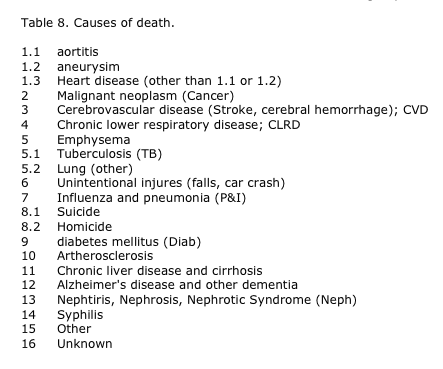 Table 8. Causes of death.
1.1 aortitis
1.2 aneurysim
1.3 Heart disease (other than 1.1 or 1.2)
2 Malignant neoplasm (Cancer)
3 Cerebrovascular disease (Stroke, cerebral hemorrhage); CVD
4 Chronic lower respiratory disease; CLRD
5 Emphysema
5.1 Tuberculosis (TB)
5.2 Lung (other)
6 Unintentional injures (falls, car crash)
7 Influenza and pneumonia (P&I)
8.1 Suicide
8.2 Homicide
9 diabetes mellitus (Diab)
10 Artherosclerosis
11 Chronic liver disease and cirrhosis
12 Alzheimer's disease and other dementia
13 Nephtiris, Nephrosis, Nephrotic Syndrome (Neph)
14 Syphilis
15 Other
16 Unknown